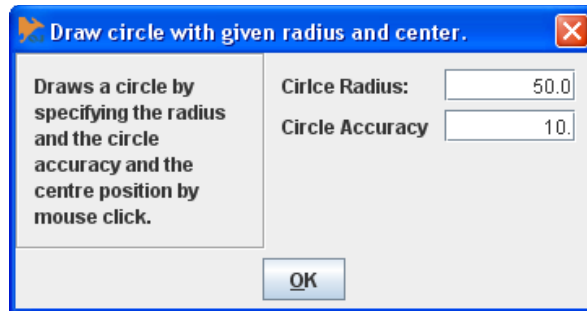 Draw circle with given radius and center.
Draws a circle by
specifying the radius
and the circle
accuracy and the
centre position by
mouse click.
Cirlce Radius: 50.0
Circle Accuracy 10.
OK